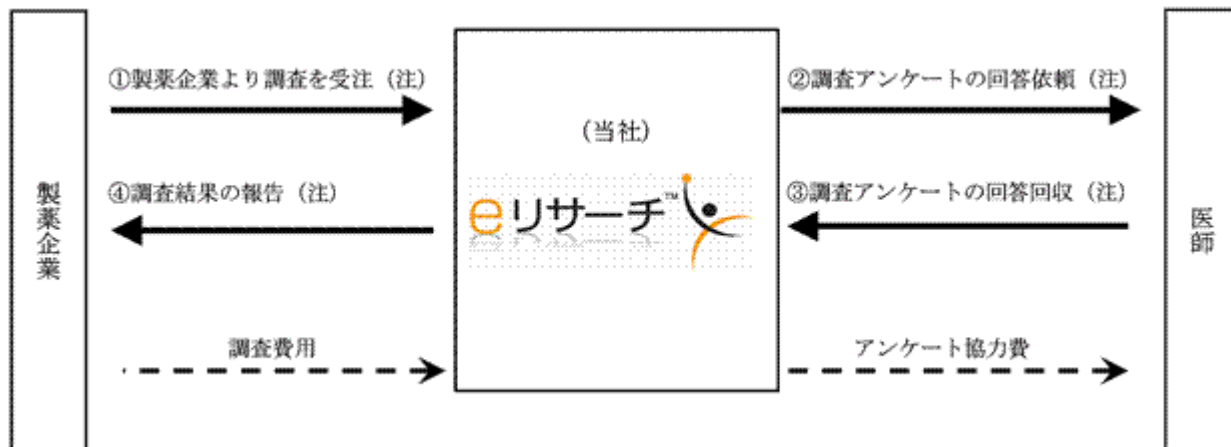 製薬企業
①製薬企業より調査を受注（注）
④調査結果の報告（注）
調査費用
（当社）
eリサーチ™
②調査アンケートの回答依頼（注）
③調査アンケートの回答回収（注）
アンケート協力費
医師